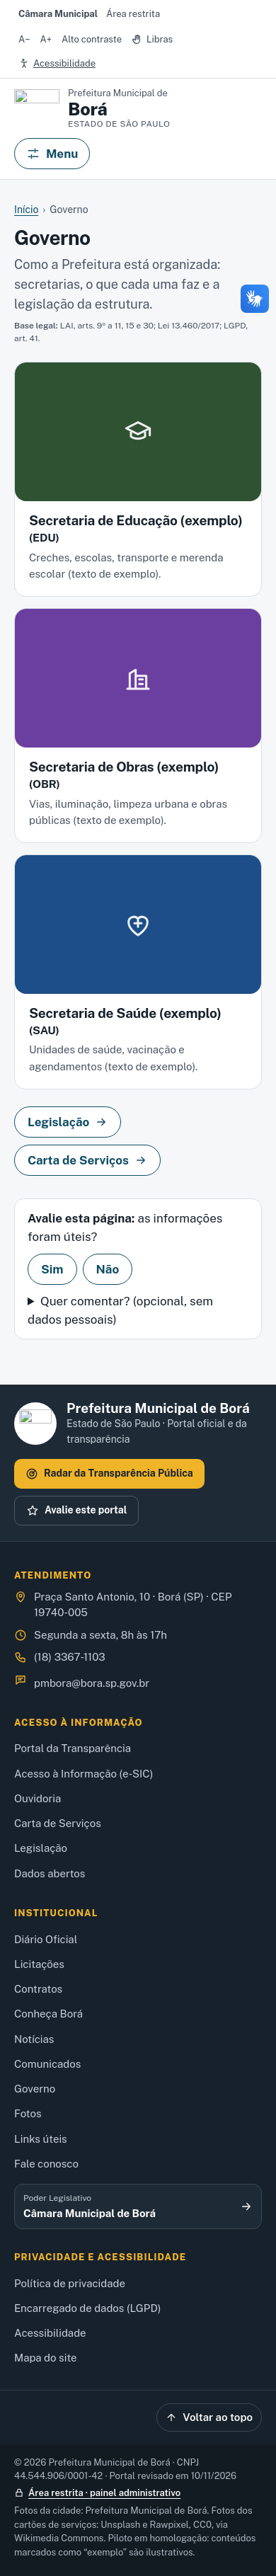 Câmara Municipal Área restrita
A− A+ Alto contraste Libras
Acessibilidade
Prefeitura Municipal de
Borá
ESTADO DE SÃO PAULO
Menu
Início › Governo
Governo
Como a Prefeitura está organizada:
secretarias, o que cada uma faz e a
legislação da estrutura.
Base legal: LAI, arts. 9º a 11, 15 e 30; Lei 13.460/2017; LGPD,
art. 41.
Secretaria de Educação (exemplo)
(EDU)
Creches, escolas, transporte e merenda
escolar (texto de exemplo).
Secretaria de Obras (exemplo)
(OBR)
Vias, iluminação, limpeza urbana e obras
públicas (texto de exemplo).
Secretaria de Saúde (exemplo)
(SAU)
Unidades de saúde, vacinação e
agendamentos (texto de exemplo).
Legislação →
Carta de Serviços →
Avalie esta página: as informações
foram úteis?
Sim Não
▶ Quer comentar? (opcional, sem
dados pessoais)
Prefeitura Municipal de Borá
Estado de São Paulo · Portal oficial e da
transparência
Radar da Transparência Pública
Avalie este portal
ATENDIMENTO
Praça Santo Antonio, 10 · Borá (SP) · CEP
19740-005
Segunda a sexta, 8h às 17h
(18) 3367-1103
pmbora@bora.sp.gov.br
ACESSO À INFORMAÇÃO
Portal da Transparência
Acesso à Informação (e-SIC)
Ouvidoria
Carta de Serviços
Legislação
Dados abertos
INSTITUCIONAL
Diário Oficial
Licitações
Contratos
Conheça Borá
Notícias
Comunicados
Governo
Fotos
Links úteis
Fale conosco
Poder Legislativo
Câmara Municipal de Borá →
PRIVACIDADE E ACESSIBILIDADE
Política de privacidade
Encarregado de dados (LGPD)
Acessibilidade
Mapa do site
↑ Voltar ao topo
© 2026 Prefeitura Municipal de Borá · CNPJ
44.544.906/0001-42 · Portal revisado em 10/11/2026
Área restrita · painel administrativo
Fotos da cidade: Prefeitura Municipal de Borá. Fotos dos
cartões de serviços: Unsplash e Rawpixel, CC0, via
Wikimedia Commons. Piloto em homologação: conteúdos
marcados como “exemplo” são ilustrativos.